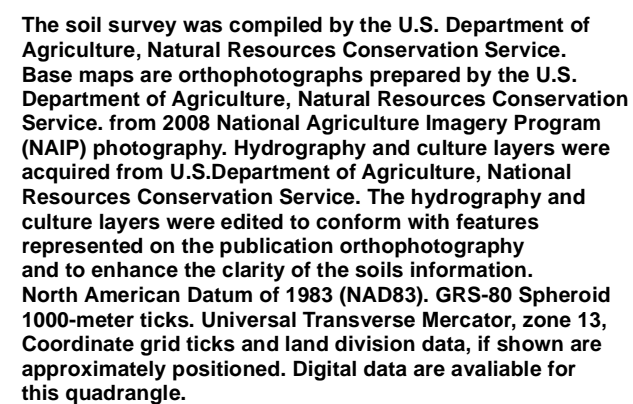 The soil survey was compiled by the U.S. Department of
Agriculture, Natural Resources Conservation Service.
Base maps are orthophotographs prepared by the U.S.
Department of Agriculture, Natural Resources Conservation
Service. from 2008 National Agriculture Imagery Program
(NAIP) photography. Hydrography and culture layers were
acquired from U.S.Department of Agriculture, National
Resources Conservation Service. The hydrography and
culture layers were edited to conform with features
represented on the publication orthophotography
and to enhance the clarity of the soils information.
North American Datum of 1983 (NAD83). GRS-80 Spheroid
1000-meter ticks. Universal Transverse Mercator, zone 13,
Coordinate grid ticks and land division data, if shown are
approximately positioned. Digital data are avaliable for
this quadrangle.